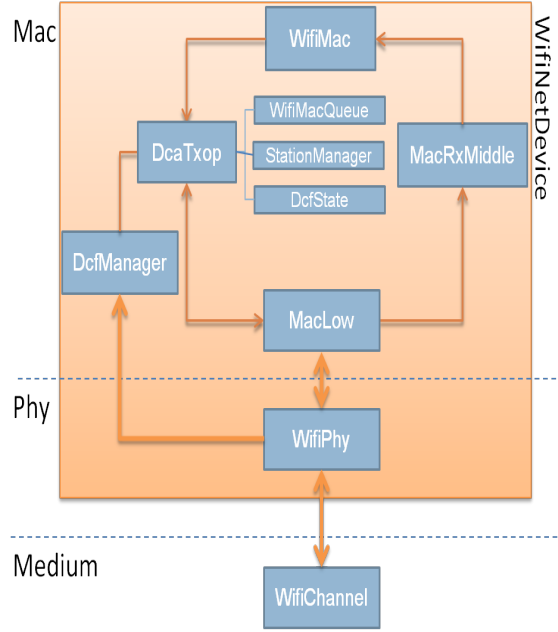 Mac
WifiMac
WifiNetDevice
WifiMacQueue
DcaTxop
StationManager
MacRxMiddle
DcfState
DcfManager
MacLow
Phy
WifiPhy
Medium
WifiChannel